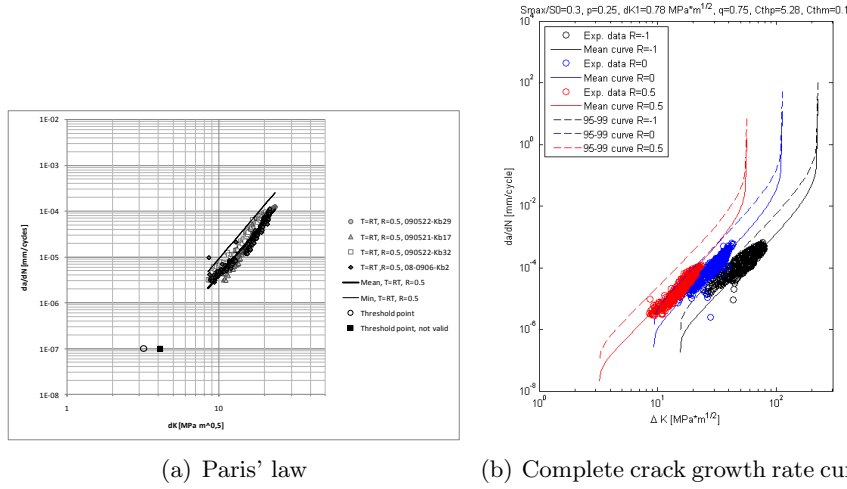 1E-02
1E-03
1E-04
1E-05
1E-06
1E-07
1E-08
da/dN [mm/cycles]
1
10
100
dK[MPa m^0,5]
T=RT, R=0.5, 090522-Kb29
T=RT, R=0.5, 090521-Kb17
T=RT, R=0.5, 090522-Kb32
T=RT ,R=0.5, 08-0906-Kb2
Mean, T=RT, R=0.5
Min, T=RT, R=0.5
Threshold point
Threshold point, not valid
(a) Paris' law
Smax/S0=0.3, p=0.25, dK1=0.78 MPa*m^1/2, q=0.75, Cthp=5.28, Cthm=0.1
Exp. data R=-1
Mean curve R=-1
Exp. data R=0
Mean curve R=0
Exp. data R=0.5
Mean curve R=0.5
95-99 curve R=-1
95-99 curve R=0
95-99 curve R=0.5
10^4
10^2
10^0
10^-2
10^-4
10^-6
10^-8
da/dN [mm/cycle]
10^0
10^1
10^2
Δ K [MPa*m^1/2]
(b) Complete crack growth rate cur